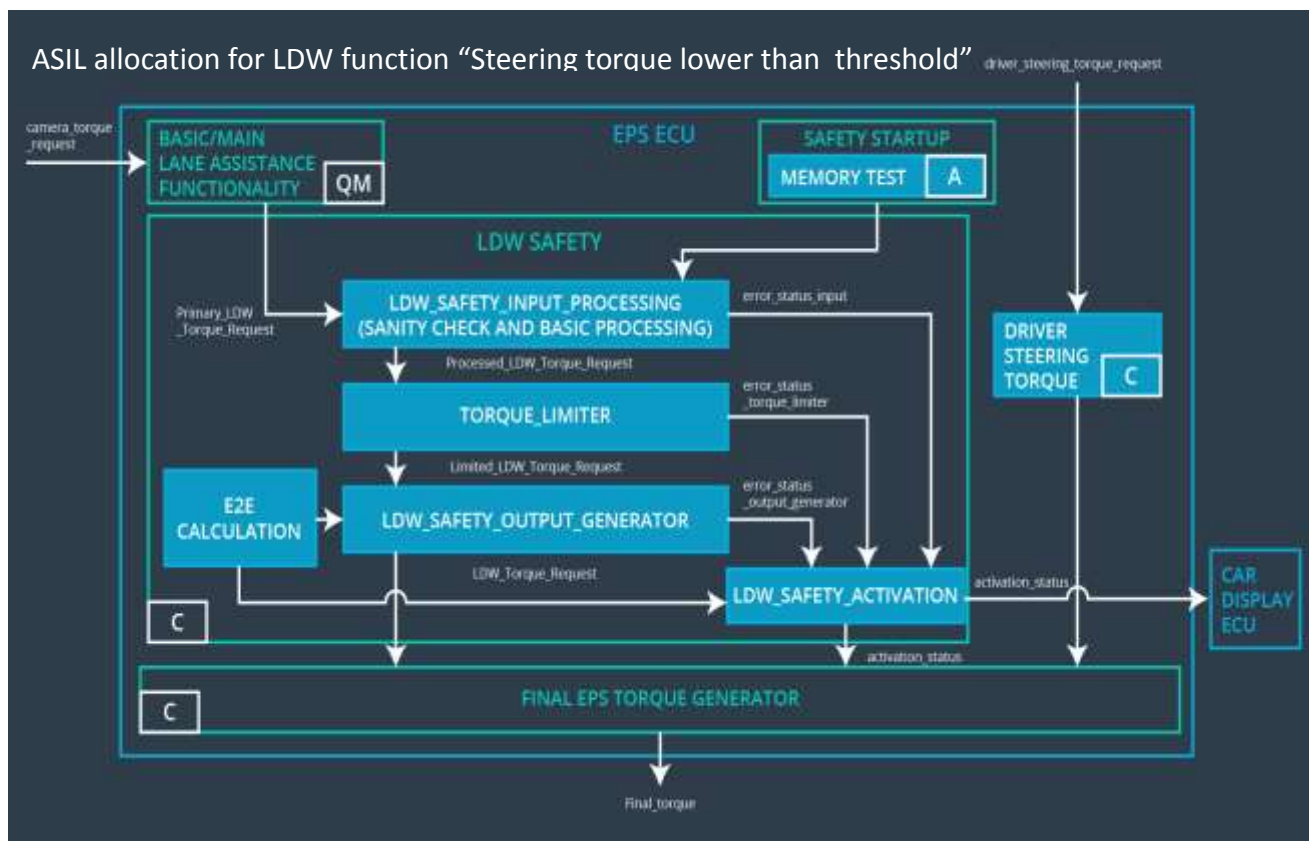 ASIL allocation for LDW function “Steering torque lower than threshold”
driver_steering_torque_request
camera_torque
_request
BASIC/MAIN
LANE ASSISTANCE
FUNCTIONALITY
QM
EPS ECU
SAFETY STARTUP
MEMORY TEST
A
LDW SAFETY
Primary_LDW
_Torque_Request
LDW_SAFETY_INPUT_PROCESSING
(SANITY CHECK AND BASIC PROCESSING)
error_status_input
Processed_LDW_Torque_Request
DRIVER
STEERING
TORQUE
C
TORQUE_LIMITER
error_status
_torque_limiter
Limited_LDW_Torque_Request
E2E
CALCULATION
LDW_SAFETY_OUTPUT_GENERATOR
error_status
_output_generator
LDW_Torque_Request
LDW_SAFETY_ACTIVATION
activation_status
CAR
DISPLAY
ECU
C
activation_status
C
FINAL EPS TORQUE GENERATOR
Final_torque